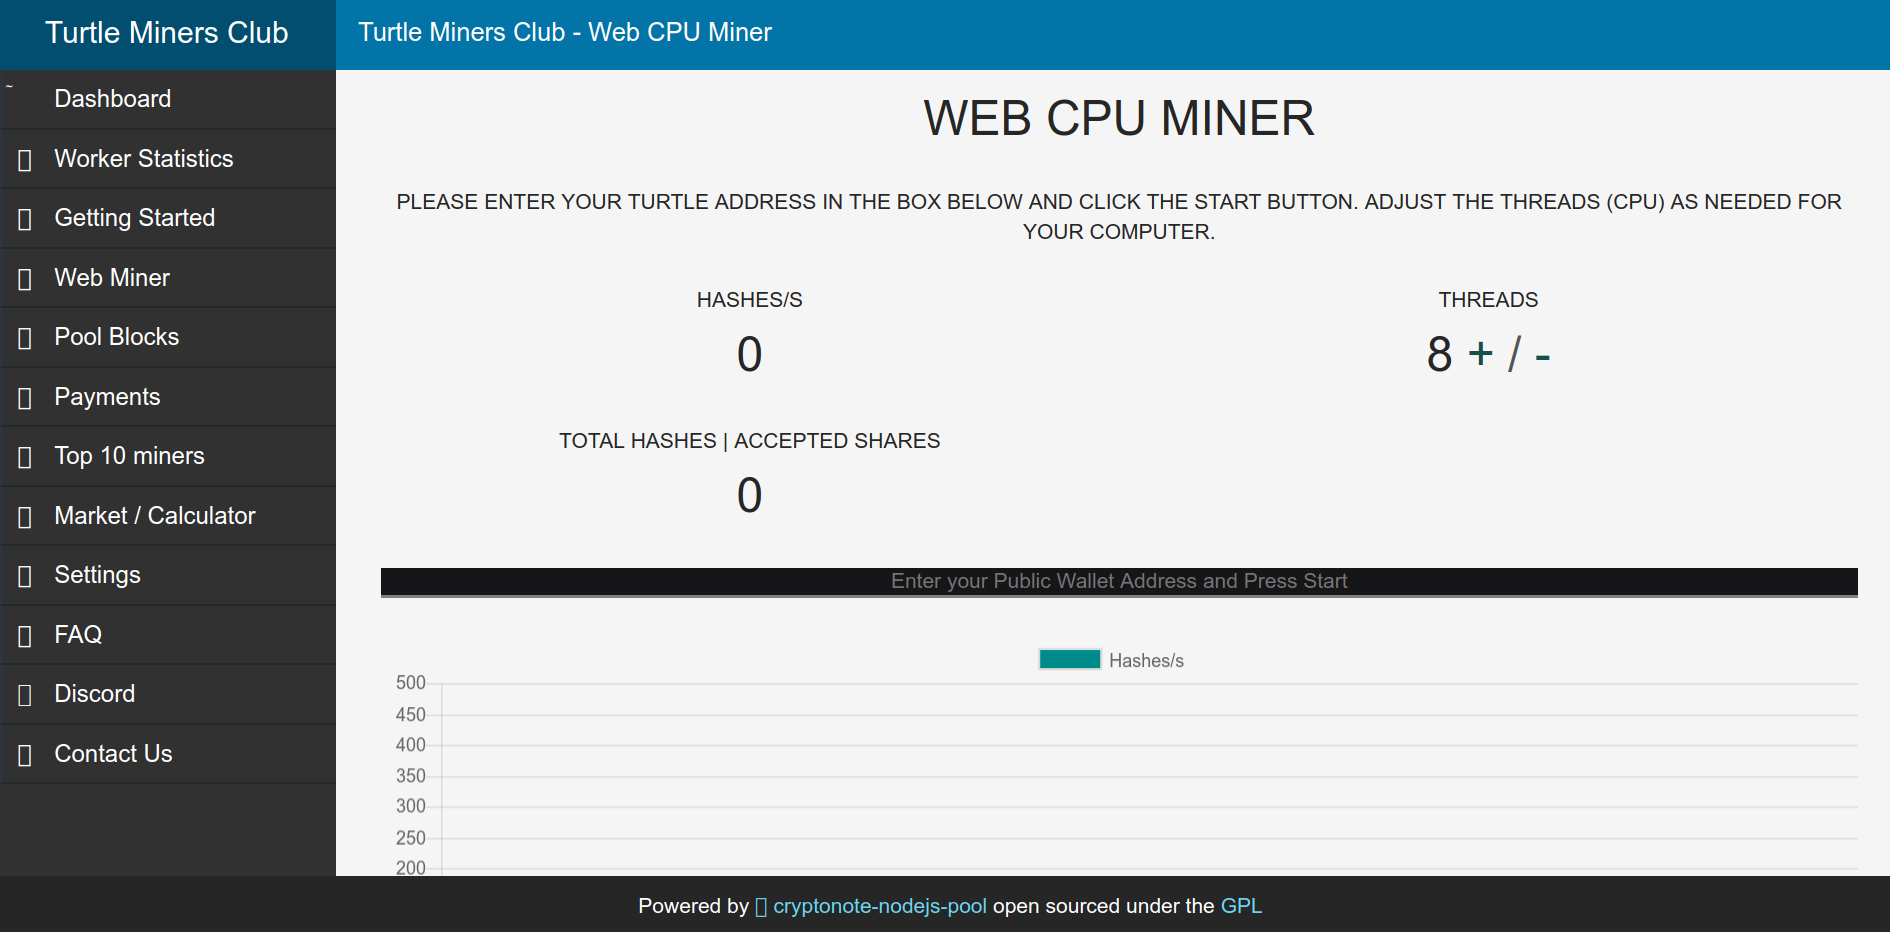 Turtle Miners Club
Turtle Miners Club - Web CPU Miner
~
Dashboard
Worker Statistics
Getting Started
Web Miner
Pool Blocks
Payments
Top 10 miners
Market / Calculator
Settings
FAQ
Discord
Contact Us
WEB CPU MINER
PLEASE ENTER YOUR TURTLE ADDRESS IN THE BOX BELOW AND CLICK THE START BUTTON. ADJUST THE THREADS (CPU) AS NEEDED FOR
YOUR COMPUTER.
HASHES/S
0
THREADS
8 + / -
TOTAL HASHES | ACCEPTED SHARES
0
Enter your Public Wallet Address and Press Start
Hashes/s
500
450
400
350
300
250
200
Powered by cryptonote-nodejs-pool open sourced under the GPL